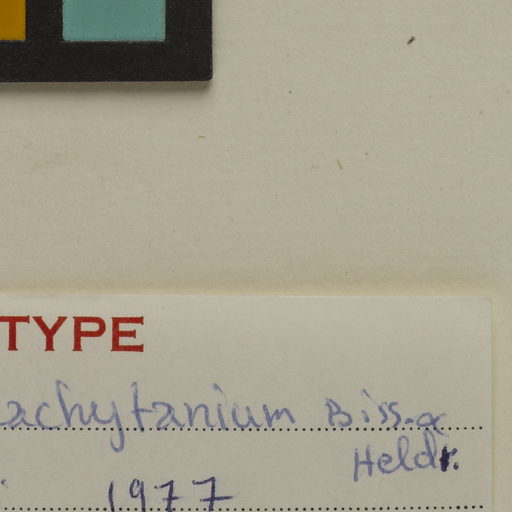 TYPE
achytanium Biss. &
Heldr.
1977